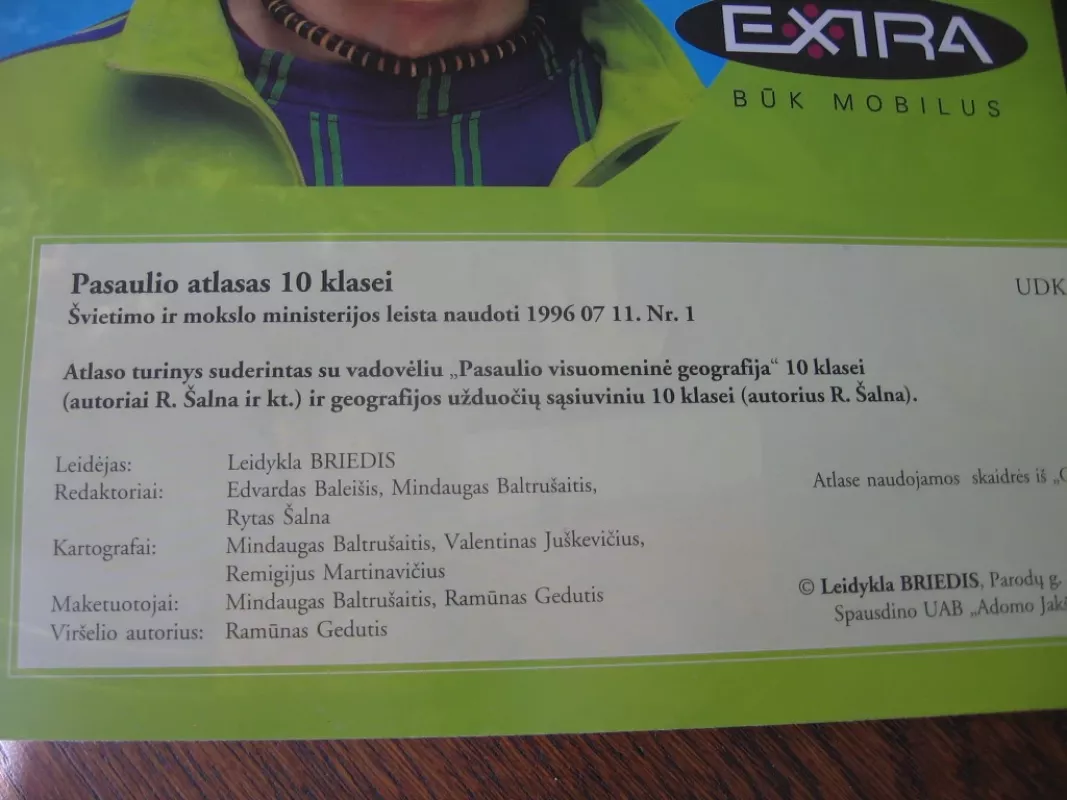 EXTRA
BŪK MOBILUS
Pasaulio atlasas 10 klasei
UDK
Švietimo ir mokslo ministerijos leista naudoti 1996 07 11. Nr. 1
Atlaso turinys suderintas su vadovėliu „Pasaulio visuomeninė geografija“ 10 klasei
(autoriai R. Šalna ir kt.) ir geografijos užduočių sąsiuviniu 10 klasei (autorius R. Šalna).
Leidėjas: Leidykla BRIEDIS
Redaktoriai: Edvardas Baleišis, Mindaugas Baltrušaitis,
Rytas Šalna
Kartografai: Mindaugas Baltrušaitis, Valentinas Juškevičius,
Remigijus Martinavičius
Maketuotojai: Mindaugas Baltrušaitis, Ramūnas Gedutis
Viršelio autorius: Ramūnas Gedutis
Atlase naudojamos skaidrės iš
© Leidykla BRIEDIS, Parodų g.
Spausdino UAB „Adomo